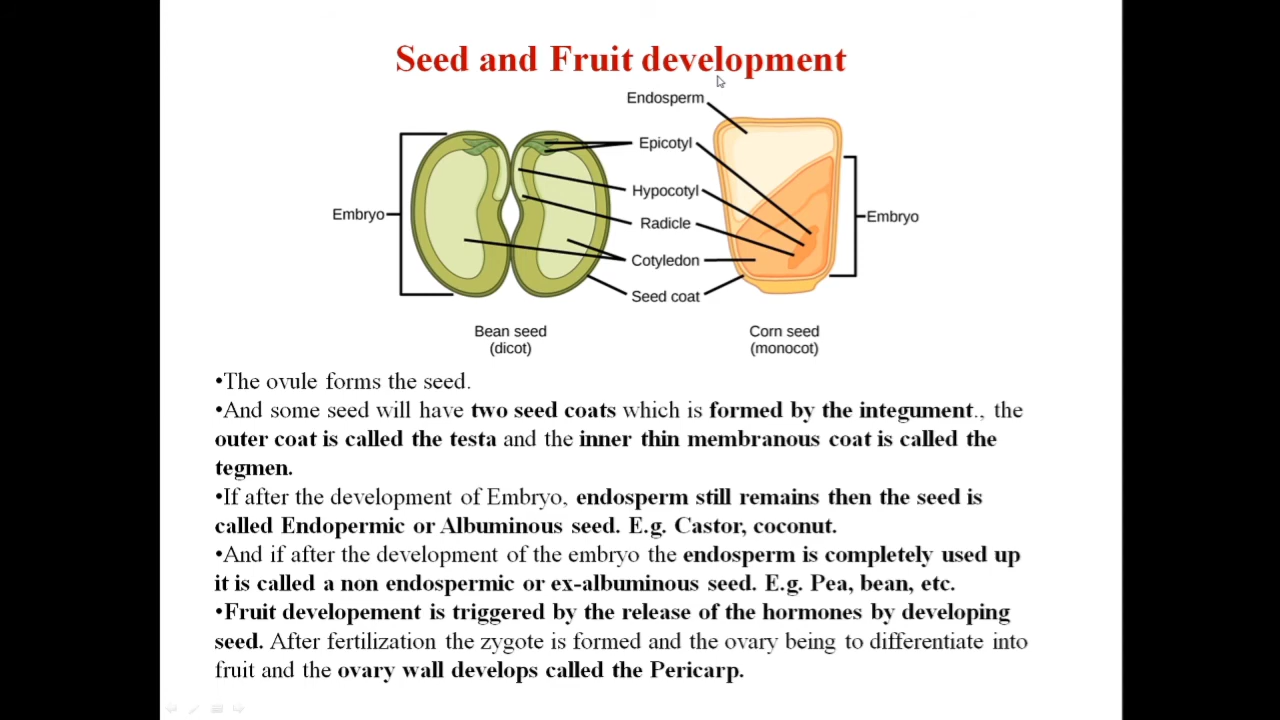 Seed and Fruit development
Endosperm
Epicotyl
Hypocotyl
Radicle
Cotyledon
Seed coat
Embryo
Embryo
Bean seed
(dicot)
Corn seed
(monocot)
•The ovule forms the seed.
•And some seed will have two seed coats which is formed by the integument., the
outer coat is called the testa and the inner thin membranous coat is called the
tegmen.
•If after the development of Embryo, endosperm still remains then the seed is
called Endopermic or Albuminous seed. E.g. Castor, coconut.
•And if after the development of the embryo the endosperm is completely used up
it is called a non endospermic or ex-albuminous seed. E.g. Pea, bean, etc.
•Fruit developement is triggered by the release of the hormones by developing
seed. After fertilization the zygote is formed and the ovary being to differentiate into
fruit and the ovary wall develops called the Pericarp.